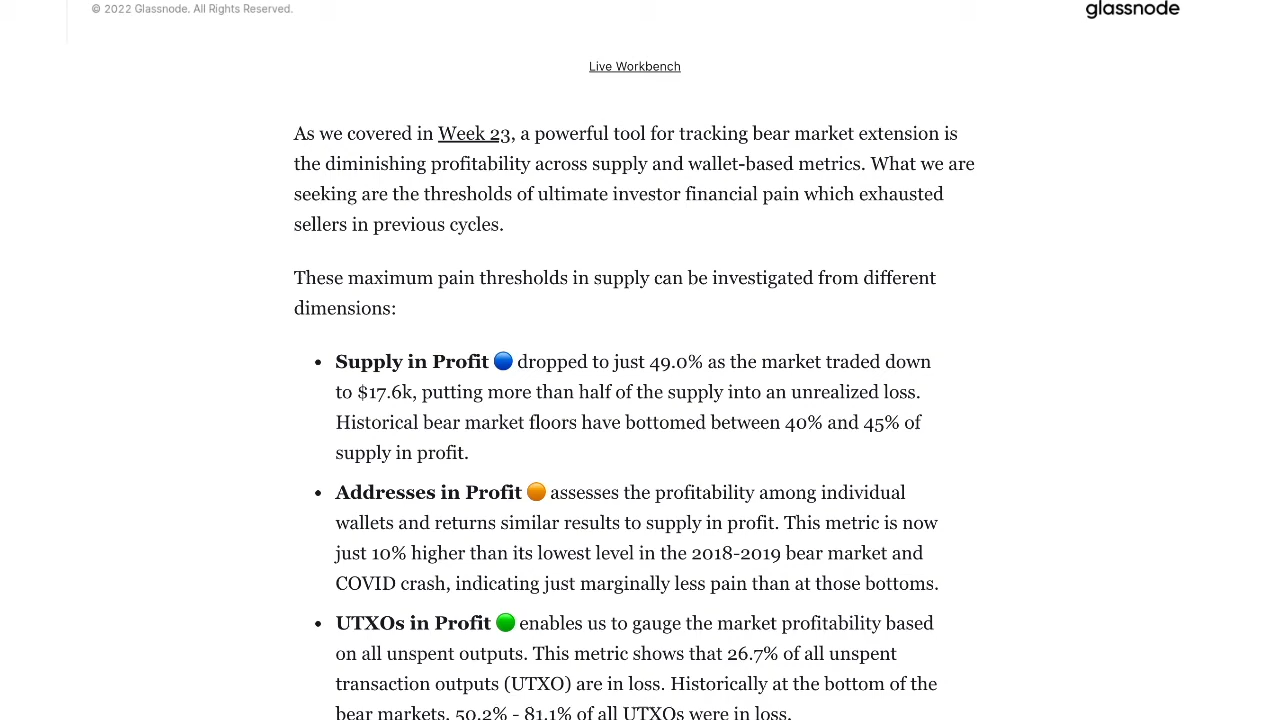 © 2022 Glassnode. All Rights Reserved.
glassnode
Live Workbench
As we covered in Week 23, a powerful tool for tracking bear market extension is
the diminishing profitability across supply and wallet-based metrics. What we are
seeking are the thresholds of ultimate investor financial pain which exhausted
sellers in previous cycles.
These maximum pain thresholds in supply can be investigated from different
dimensions:
• Supply in Profit 🔵 dropped to just 49.0% as the market traded down
to $17.6k, putting more than half of the supply into an unrealized loss.
Historical bear market floors have bottomed between 40% and 45% of
supply in profit.
• Addresses in Profit 🟠 assesses the profitability among individual
wallets and returns similar results to supply in profit. This metric is now
just 10% higher than its lowest level in the 2018-2019 bear market and
COVID crash, indicating just marginally less pain than at those bottoms.
• UTXOs in Profit 🟢 enables us to gauge the market profitability based
on all unspent outputs. This metric shows that 26.7% of all unspent
transaction outputs (UTXO) are in loss. Historically at the bottom of the
bear markets, 50.2% - 81.1% of all UTXOs were in loss.